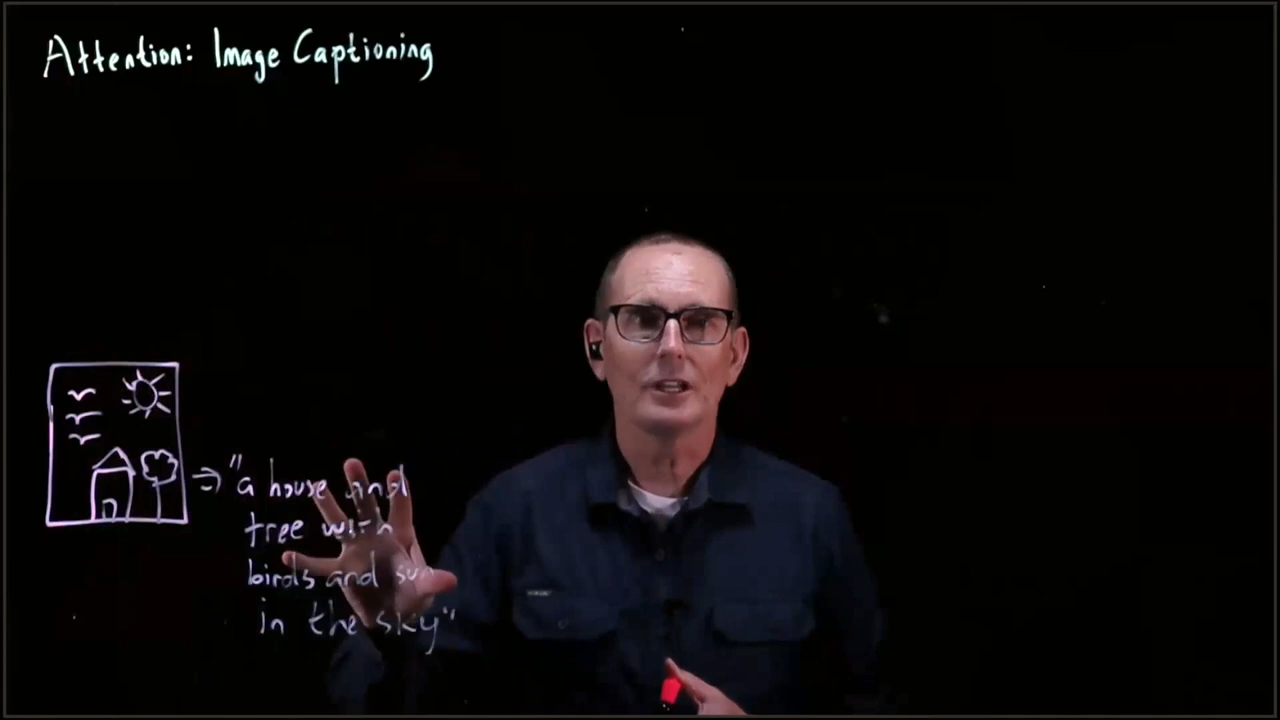 Attention: Image Captioning
⇒ "a house and
tree with
birds and sun
in the sky"